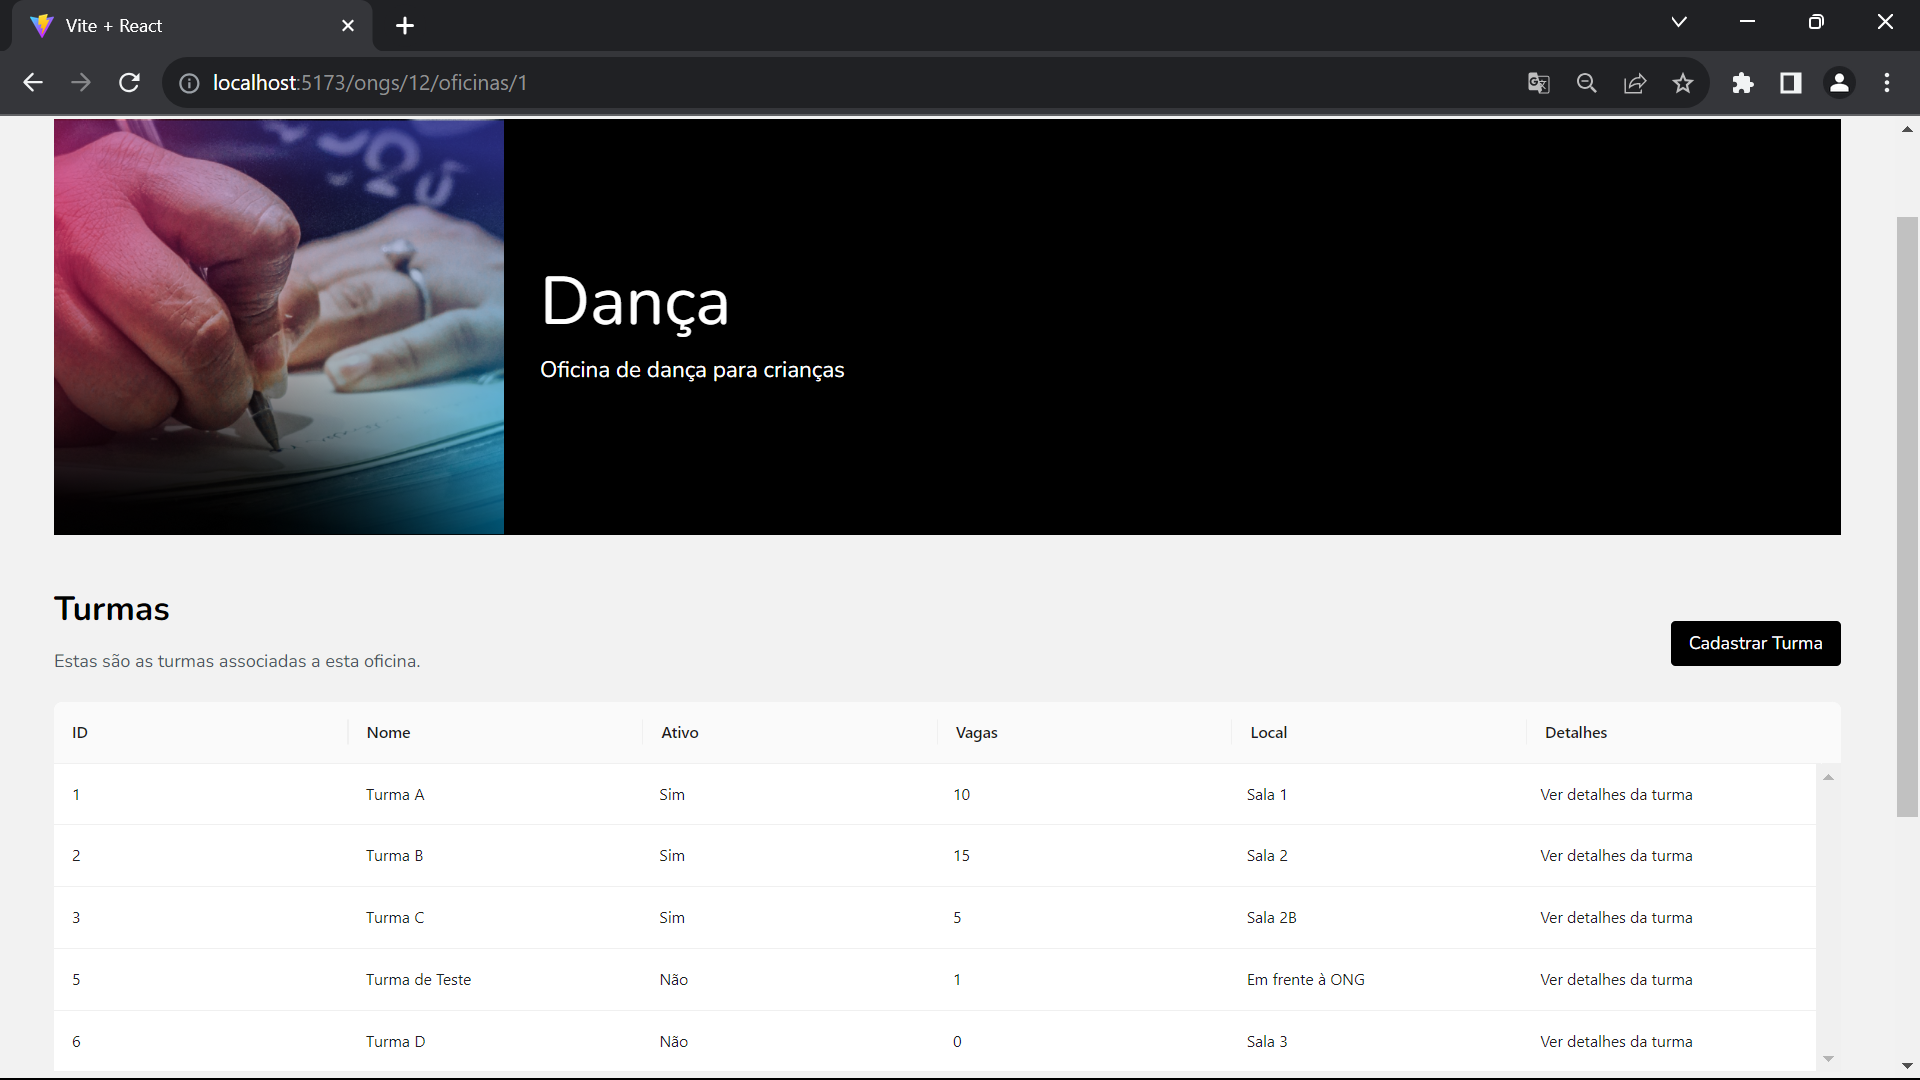 Vite + React
localhost:5173/ongs/12/oficinas/1
Dança
Oficina de dança para crianças
Turmas
Estas são as turmas associadas a esta oficina.
Cadastrar Turma
ID Nome Ativo Vagas Local Detalhes
1 Turma A Sim 10 Sala 1 Ver detalhes da turma
2 Turma B Sim 15 Sala 2 Ver detalhes da turma
3 Turma C Sim 5 Sala 2B Ver detalhes da turma
5 Turma de Teste Não 1 Em frente à ONG Ver detalhes da turma
6 Turma D Não 0 Sala 3 Ver detalhes da turma